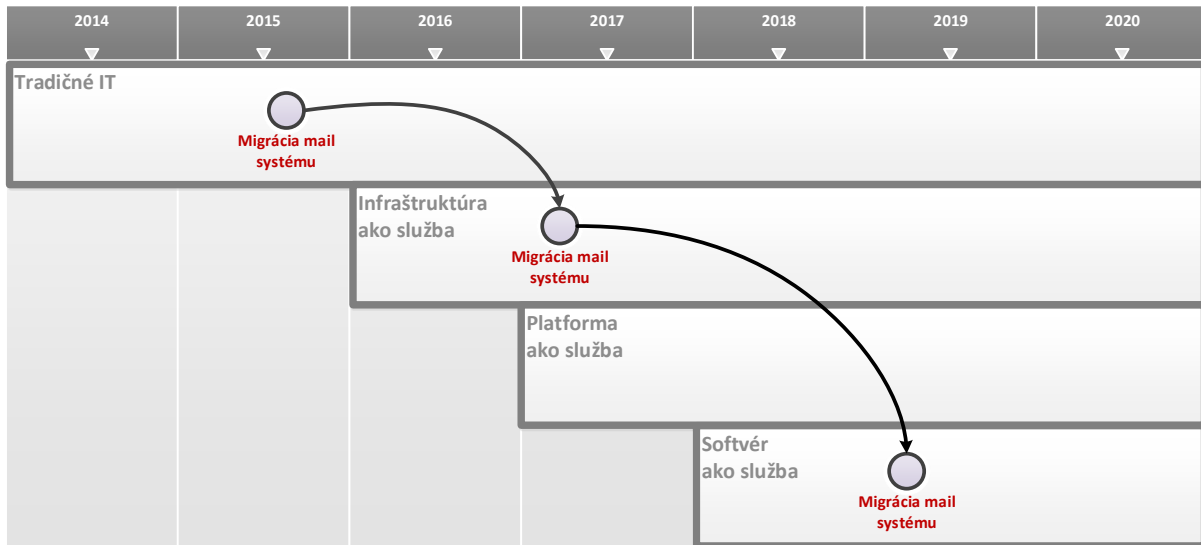 2014 2015 2016 2017 2018 2019 2020
Tradičné IT
Migrácia mail
systému
Infraštruktúra
ako služba
Migrácia mail
systému
Platforma
ako služba
Softvér
ako služba
Migrácia mail
systému